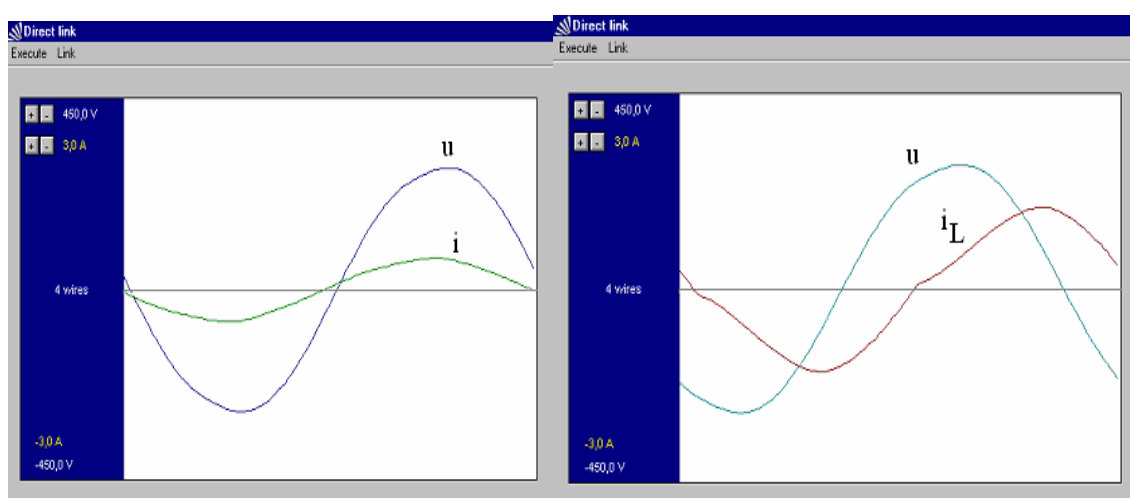 Direct link
Execute Link
+ - 450,0 V
+ - 3,0 A
u
i
4 wires
-3,0 A
-450,0 V
Direct link
Execute Link
+ - 450,0 V
+ - 3,0 A
u
iL
4 wires
-3,0 A
-450,0 V